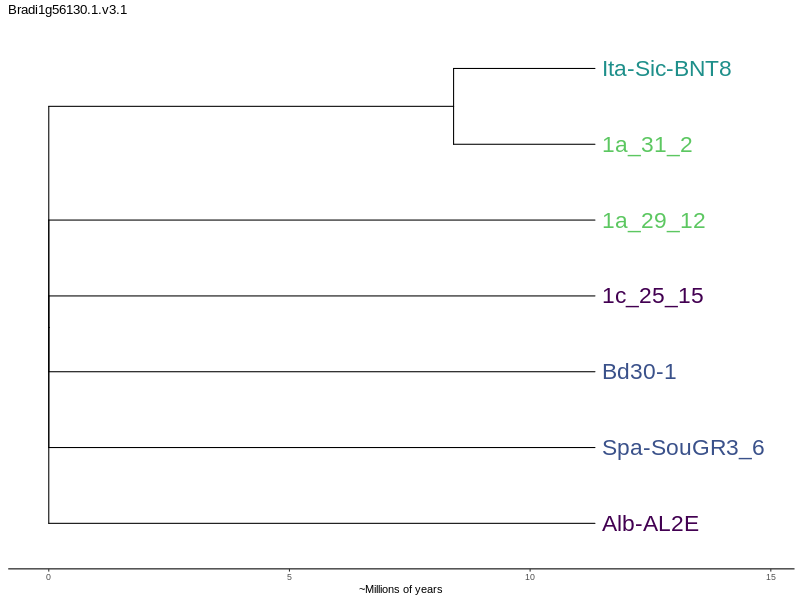 Bradi1g56130.1.v3.1
Ita-Sic-BNT8
1a_31_2
1a_29_12
1c_25_15
Bd30-1
Spa-SouGR3_6
Alb-AL2E
0 5 10 15
~Millions of years